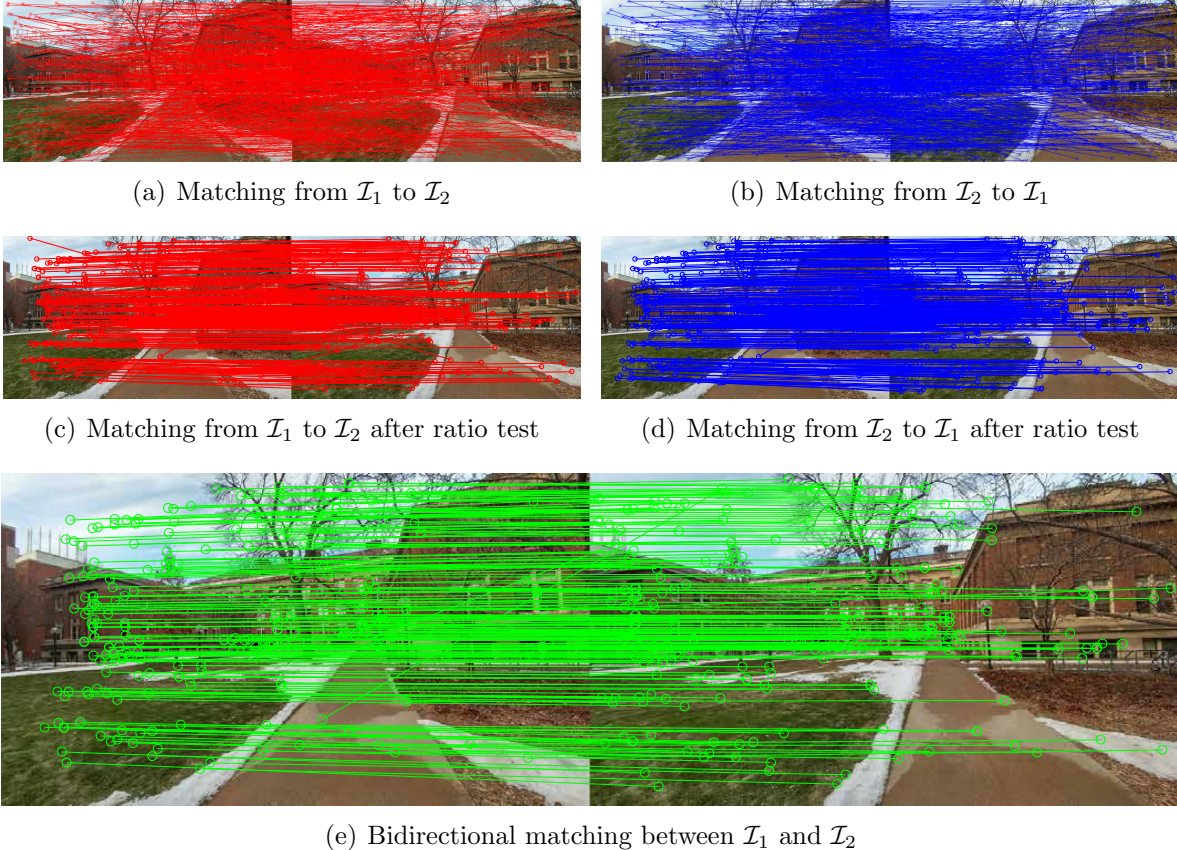 (a) Matching from 𝓘₁ to 𝓘₂
(b) Matching from 𝓘₂ to 𝓘₁
(c) Matching from 𝓘₁ to 𝓘₂ after ratio test
(d) Matching from 𝓘₂ to 𝓘₁ after ratio test
(e) Bidirectional matching between 𝓘₁ and 𝓘₂